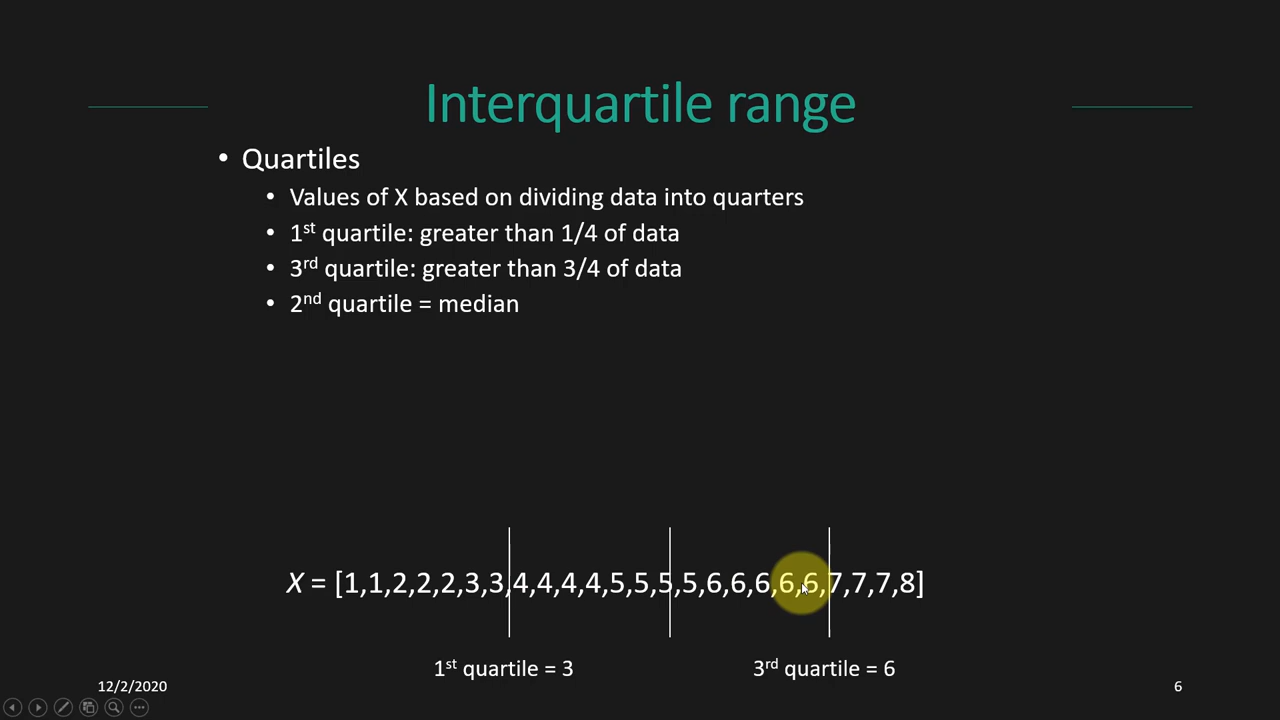 Interquartile range
• Quartiles
• Values of X based on dividing data into quarters
• 1st quartile: greater than 1/4 of data
• 3rd quartile: greater than 3/4 of data
• 2nd quartile = median
X = [1,1,2,2,2,3,3,4,4,4,4,5,5,5,5,6,6,6,6,6,7,7,7,8]
1st quartile = 3
3rd quartile = 6
12/2/2020
6